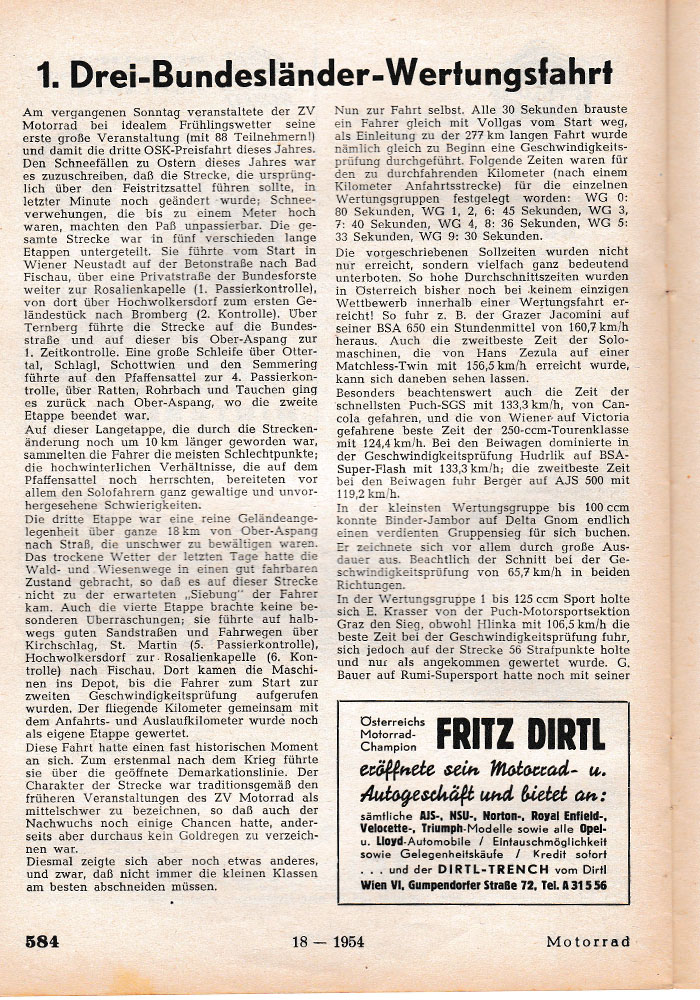 1. Drei-Bundesländer-Wertungsfahrt
Am vergangenen Sonntag veranstaltete der ZV
Motorrad bei idealem Frühlingswetter seine
erste große Veranstaltung (mit 88 Teilnehmern!)
und damit die dritte OSK-Preisfahrt dieses Jahres.
Den Schneefällen zu Ostern dieses Jahres war
es zuzuschreiben, daß die Strecke, die ursprüng-
lich über den Feistritzsattel führen sollte, in
letzter Minute noch geändert wurde; Schnee-
verwehungen, die bis zu einem Meter hoch
waren, machten den Paß unpassierbar. Die ge-
samte Strecke war in fünf verschieden lange
Etappen untergeteilt. Sie führte vom Start in
Wiener Neustadt auf der Betonstraße nach Bad
Fischau, über eine Privatstraße der Bundesforste
weiter zur Rosalienkapelle (1. Passierkontrolle),
von dort über Hochwolkersdorf zum ersten Ge-
ländestück nach Bromberg (2. Kontrolle). Über
Ternberg führte die Strecke auf die Bundes-
straße und auf dieser bis Ober-Aspang zur
1. Zeitkontrolle. Eine große Schleife über Otter-
tal, Schlagl, Schottwien und den Semmering
führte auf den Pfaffensattel zur 4. Passierkon-
trolle, über Ratten, Rohrbach und Tauchen ging
es zurück nach Ober-Aspang, wo die zweite
Etappe beendet war.
Auf dieser Langetappe, die durch die Strecken-
änderung noch um 10 km länger geworden war,
sammelten die Fahrer die meisten Schlechtpunkte;
die hochwinterlichen Verhältnisse, die auf dem
Pfaffensattel noch herrschten, bereiteten vor
allem den Solofahrern ganz gewaltige und unvor-
hergesehene Schwierigkeiten.
Die dritte Etappe war eine reine Geländeange-
legenheit über ganze 18 km von Ober-Aspang
nach Straß, die unschwer zu bewältigen waren.
Das trockene Wetter der letzten Tage hatte die
Wald- und Wiesenwege in einen gut fahrbaren
Zustand gebracht, so daß es auf dieser Strecke
nicht zu der erwarteten „Siebung" der Fahrer
kam. Auch die vierte Etappe brachte keine be-
sonderen Überraschungen; sie führte auf halb-
wegs guten Sandstraßen und Fahrwegen über
Kirchschlag, St. Martin (5. Passierkontrolle),
Hochwolkersdorf zur Rosalienkapelle (6. Kon-
trolle) nach Fischau. Dort kamen die Maschi-
nen ins Depot, bis die Fahrer zum Start zur
zweiten Geschwindigkeitsprüfung aufgerufen
wurden. Der fliegende Kilometer gemeinsam mit
dem Anfahrts- und Auslaufkilometer wurde noch
als eigene Etappe gewertet.
Diese Fahrt hatte einen fast historischen Moment
an sich. Zum erstenmal nach dem Krieg führte
sie über die geöffnete Demarkationslinie. Der
Charakter der Strecke war traditionsgemäß den
früheren Veranstaltungen des ZV Motorrad als
mittelschwer zu bezeichnen, so daß auch der
Nachwuchs noch einige Chancen hatte, ander-
seits aber durchaus kein Goldregen zu verzeich-
nen war.
Diesmal zeigte sich aber noch etwas anderes,
und zwar, daß nicht immer die kleinen Klassen
am besten abschneiden müssen.
Nun zur Fahrt selbst. Alle 30 Sekunden brauste
ein Fahrer gleich mit Vollgas vom Start weg,
als Einleitung zu der 277 km langen Fahrt wurde
nämlich gleich zu Beginn eine Geschwindigkeits-
prüfung durchgeführt. Folgende Zeiten waren für
den zu durchfahrenden Kilometer (nach einem
Kilometer Anfahrtsstrecke) für die einzelnen
Wertungsgruppen festgelegt worden: WG 0:
80 Sekunden, WG 1, 2, 6: 45 Sekunden, WG 3,
7: 40 Sekunden, WG 4, 8: 36 Sekunden, WG 5:
33 Sekunden, WG 9: 30 Sekunden.
Die vorgeschriebenen Sollzeiten wurden nicht
nur erreicht, sondern vielfach ganz bedeutend
unterboten. So hohe Durchschnittszeiten wurden
in Österreich bisher noch bei keinem einzigen
Wettbewerb innerhalb einer Wertungsfahrt er-
reicht! So fuhr z. B. der Grazer Jacomini auf
seiner BSA 650 ein Stundenmittel von 160,7 km/h
heraus. Auch die zweitbeste Zeit der Solo-
maschinen, die von Hans Zezula auf einer
Matchless-Twin mit 156,5 km/h erreicht wurde,
kann sich daneben sehen lassen.
Besonders beachtenswert auch die Zeit der
schnellsten Puch-SGS mit 133,3 km/h, von Can-
cola gefahren, und die von Wiener auf Victoria
gefahrene beste Zeit der 250-ccm-Tourenklasse
mit 124,4 km/h. Bei den Beiwagen dominierte in
der Geschwindigkeitsprüfung Hudrlik auf BSA-
Super-Flash mit 133,3 km/h; die zweitbeste Zeit
bei den Beiwagen fuhr Berger auf AJS 500 mit
119,2 km/h.
In der kleinsten Wertungsgruppe bis 100 ccm
konnte Binder-Jambor auf Delta Gnom endlich
einen verdienten Gruppensieg für sich buchen.
Er zeichnete sich vor allem durch große Aus-
dauer aus. Beachtlich der Schnitt bei der Ge-
schwindigkeitsprüfung von 65,7 km/h in beiden
Richtungen.
In der Wertungsgruppe 1 bis 125 ccm Sport holte
sich E. Krasser von der Puch-Motorsportsektion
Graz den Sieg, obwohl Hlinka mit 106,5 km/h die
beste Zeit bei der Geschwindigkeitsprüfung fuhr,
sich jedoch auf der Strecke 56 Strafpunkte holte
und nur als angekommen gewertet wurde. G.
Bauer auf Rumi-Supersport hatte noch mit seiner
Österreichs
Motorrad-
Champion
FRITZ DIRTL
eröffnete sein Motorrad- u.
Autogeschäft und bietet an:
sämtliche AJS-, NSU-, Norton-, Royal Enfield-,
Velocette-, Triumph-Modelle sowie alle Opel-
u. Lloyd-Automobile / Eintauschmöglichkeit
sowie Gelegenheitskäufe / Kredit sofort
. . . und der DIRTL-TRENCH vom Dirtl
Wien VI, Gumpendorfer Straße 72, Tel. A 31 5 56
584
18 — 1954
Motorrad